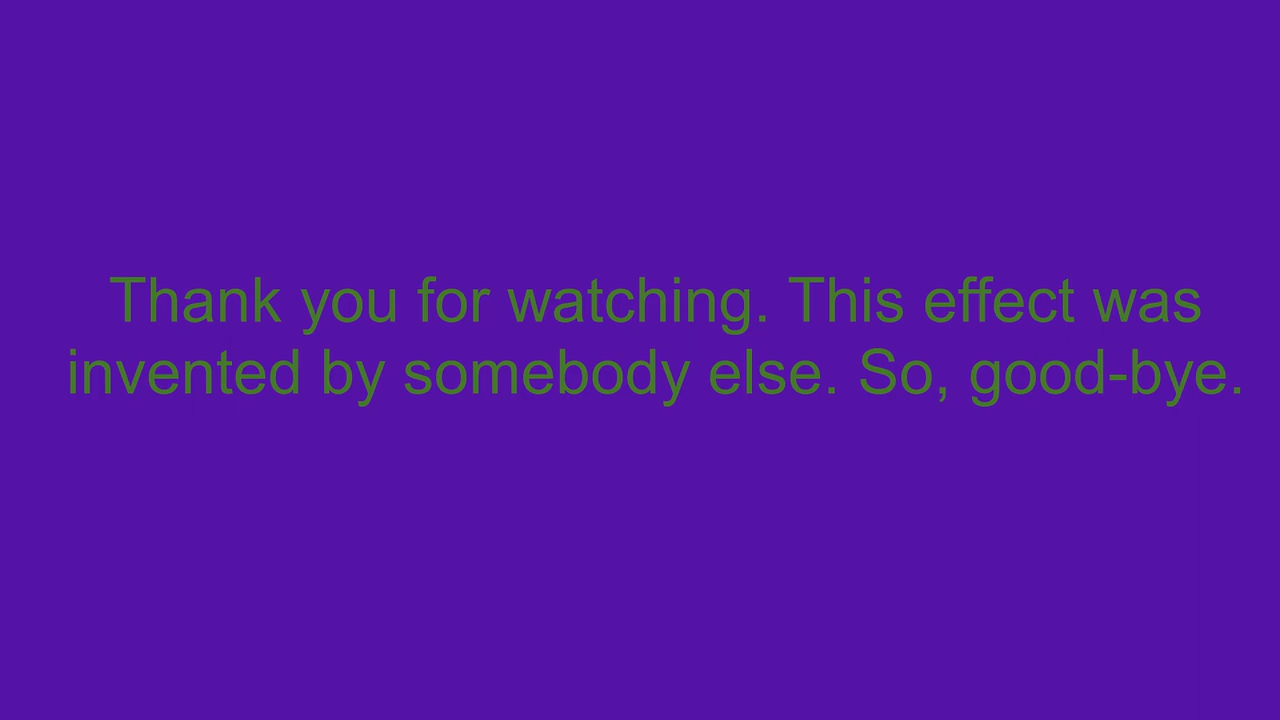 Thank you for watching. This effect was
invented by somebody else. So, good-bye.